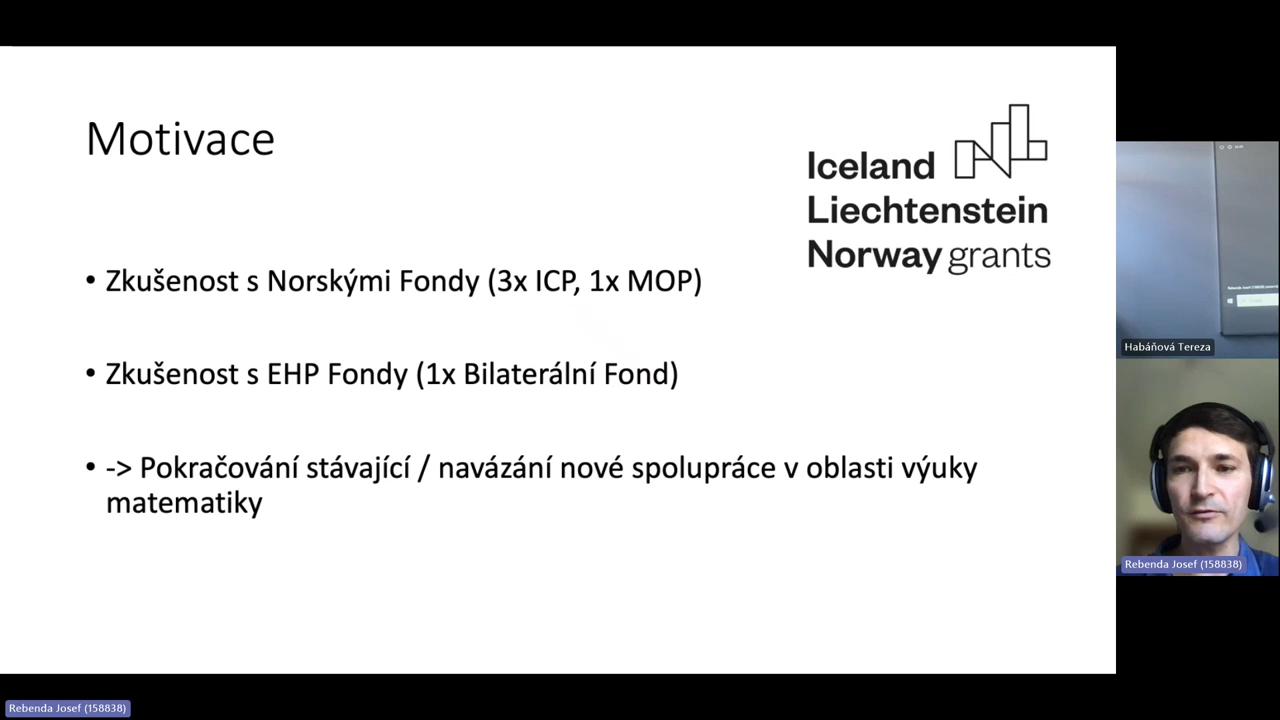 Motivace
Iceland
Liechtenstein
Norway grants
• Zkušenost s Norskými Fondy (3x ICP, 1x MOP)
• Zkušenost s EHP Fondy (1x Bilaterální Fond)
• -> Pokračování stávající / navázání nové spolupráce v oblasti výuky
matematiky
Habáňová Tereza
Rebenda Josef (158838)
Rebenda Josef (158838)